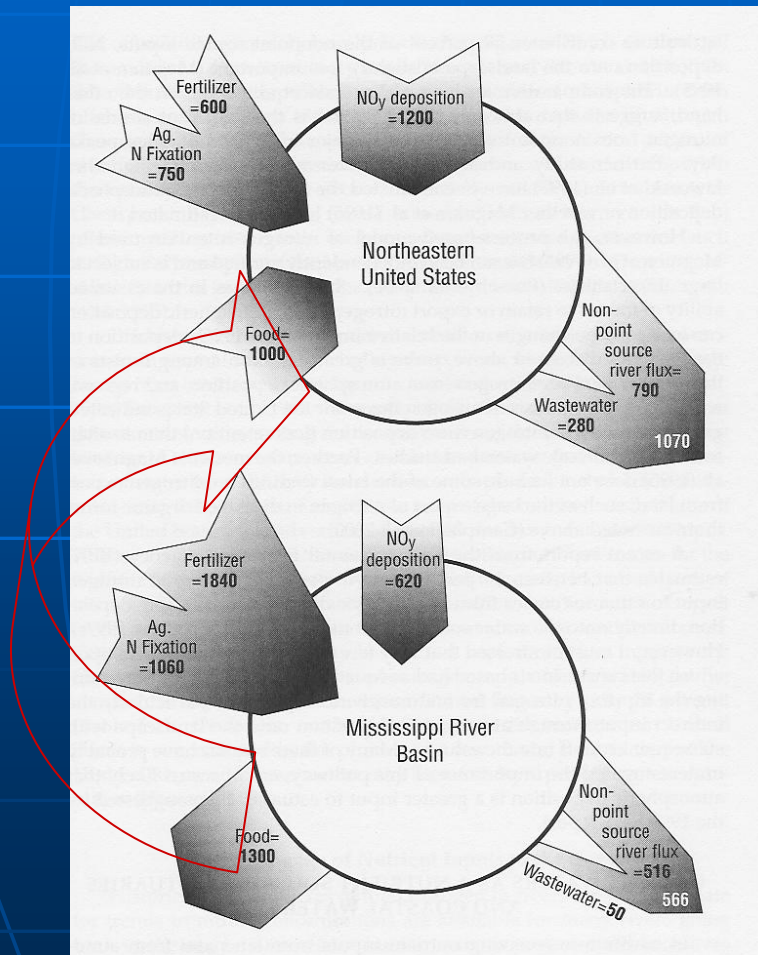 Fertilizer
=600
Ag.
N Fixation
=750
NOy deposition
=1200
Northeastern
United States
Food=
1000
Non-
point
source
river flux=
790
Wastewater
=280
1070
Fertilizer
=1840
Ag.
N Fixation
=1060
NOy
deposition
=620
Mississippi River
Basin
Food=
1300
Non-
point
source
river flux
=516
Wastewater=50
566